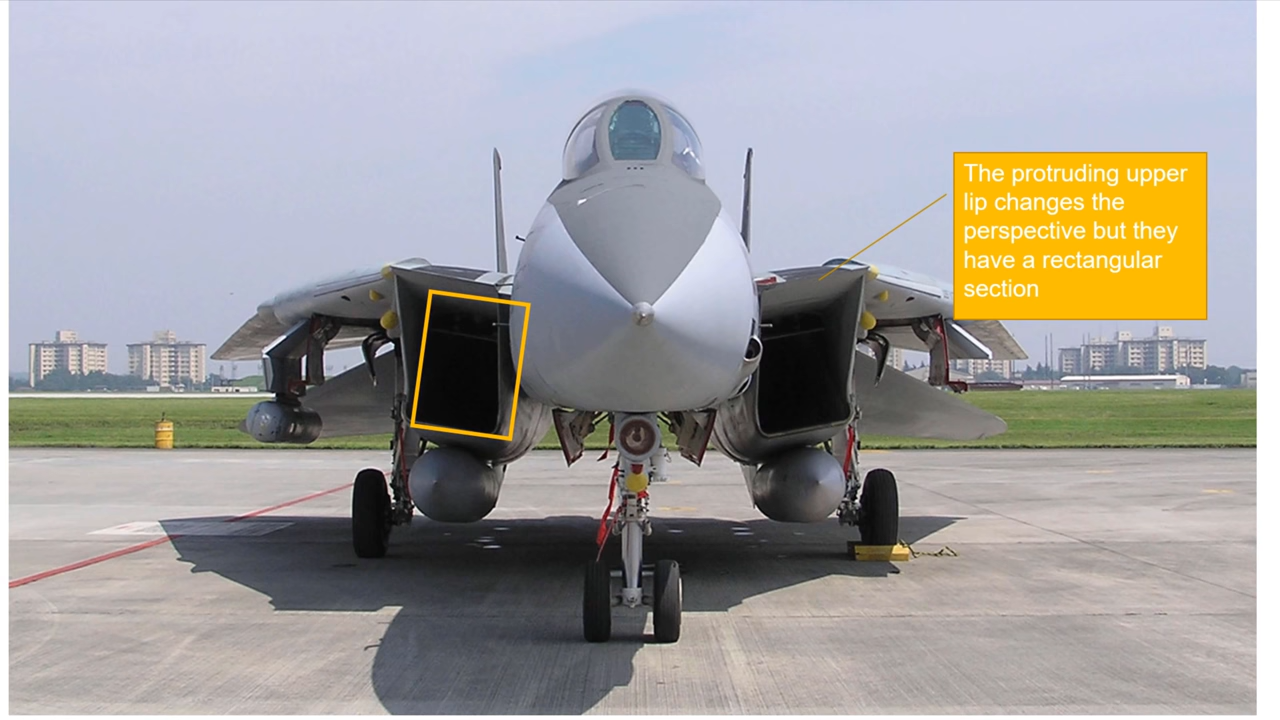 The protruding upper
lip changes the
perspective but they
have a rectangular
section